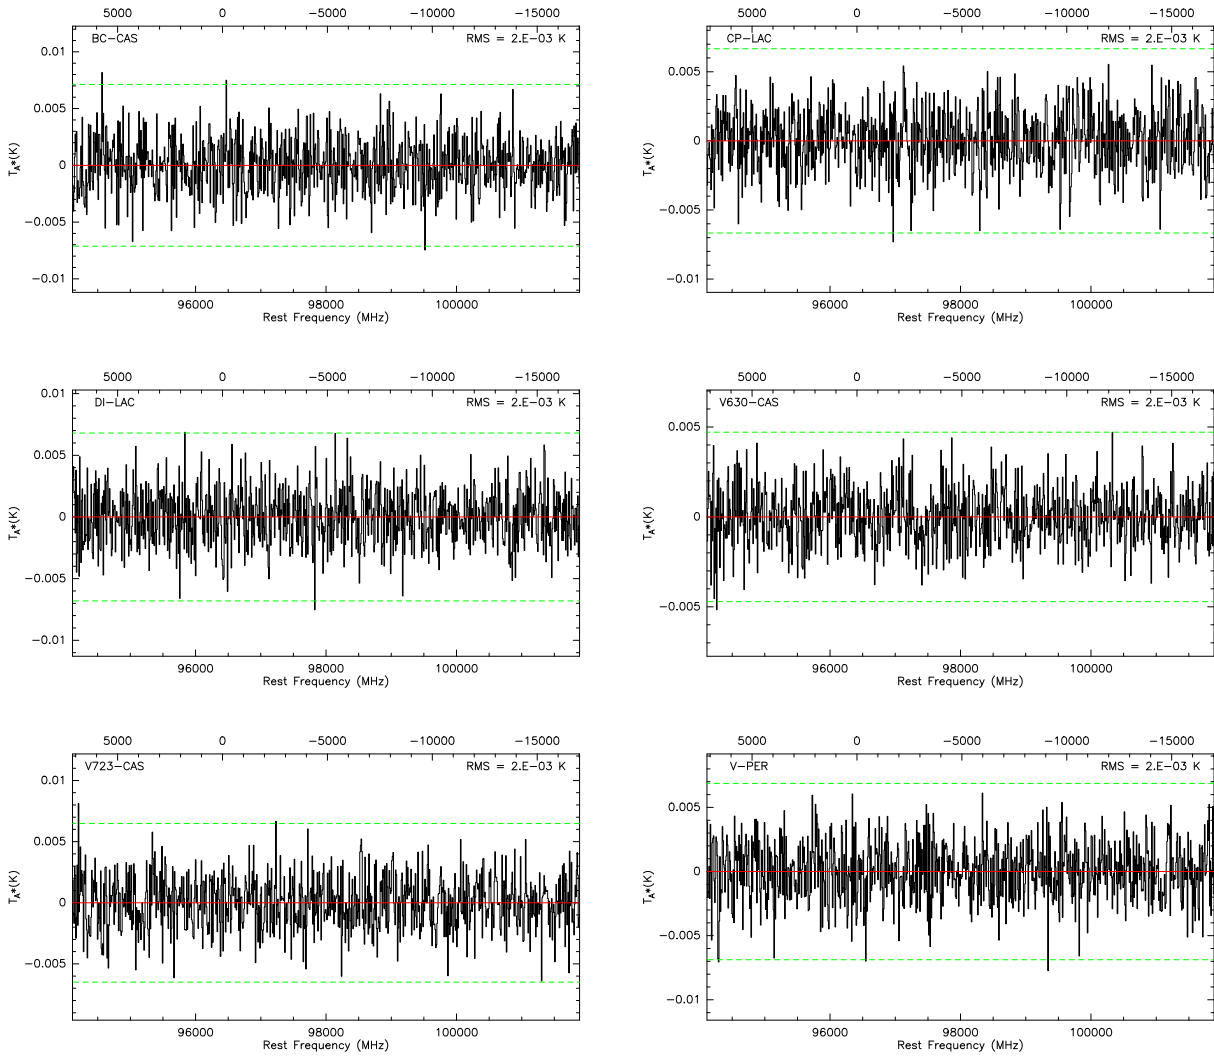 5000 0 −5000 −10000 −15000
BC−CAS RMS = 2.E−03 K
0.01
0.005
0
−0.005
−0.01
T_A*(K)
96000 98000 100000
Rest Frequency (MHz)
5000 0 −5000 −10000 −15000
CP−LAC RMS = 2.E−03 K
0.005
0
−0.005
−0.01
T_A*(K)
96000 98000 100000
Rest Frequency (MHz)
5000 0 −5000 −10000 −15000
DI−LAC RMS = 2.E−03 K
0.01
0.005
0
−0.005
−0.01
T_A*(K)
96000 98000 100000
Rest Frequency (MHz)
5000 0 −5000 −10000 −15000
V630−CAS RMS = 2.E−03 K
0.005
0
−0.005
T_A*(K)
96000 98000 100000
Rest Frequency (MHz)
5000 0 −5000 −10000 −15000
V723−CAS RMS = 2.E−03 K
0.01
0.005
0
−0.005
T_A*(K)
96000 98000 100000
Rest Frequency (MHz)
5000 0 −5000 −10000 −15000
V−PER RMS = 2.E−03 K
0.005
0
−0.005
−0.01
T_A*(K)
96000 98000 100000
Rest Frequency (MHz)